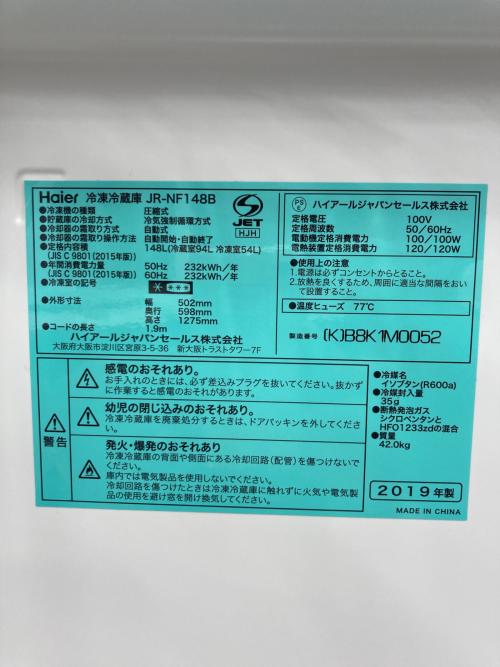 Haier 冷凍冷蔵庫 JR-NF148B
●冷凍機の種類 圧縮式
●貯蔵庫の冷却方式 冷気強制循環方式
●冷却器の霜取り方式 自動式
●冷却器の霜取り操作方法 自動開始・自動終了
●定格内容積 148L(冷蔵室94L 冷凍室54L)
(JIS C 9801(2015年版))
●年間消費電力量 50Hz 232kWh/年
(JIS C 9801(2015年版)) 60Hz 232kWh/年
●冷凍室の記号
●外形寸法 幅 502mm
奥行 598mm
高さ 1275mm
●コードの長さ 1.9m
ハイアールジャパンセールス株式会社
大阪府大阪市淀川区宮原3-5-36 新大阪トラストタワー7F
S
JET
HJH
PS
E
ハイアールジャパンセールス株式会社
定格電圧 100V
定格周波数 50/60Hz
電動機定格消費電力 100/100W
電熱装置定格消費電力 120/120W
●使用上の注意
1.電源は必ずコンセントからとること。
2.放熱を良くするため、周囲に適当な間隔をおい
て設置すること。
●温度ヒューズ 77℃
製造番号 (K)B8K1M0052
警告
感電のおそれあり。
お手入れのときには、必ず差込みプラグを抜いてください。抜かず
に作業すると感電のおそれがあります。
幼児の閉じ込みのおそれあり。
冷凍冷蔵庫を廃棄処分するときは、ドアパッキンを外してくださ
い。
発火・爆発のおそれあり
冷凍冷蔵庫の背面や側面にある冷却回路(配管)を傷つけないで
ください。
庫内では電気製品を使用しないでください。
冷却回路を傷つけたときは冷凍冷蔵庫に触れずに火気や電気製
品の使用を避け窓を開け換気してください。
●冷媒名
イソブタン(R600a)
●冷媒封入量
35g
●断熱発泡ガス
シクロペンタンと
HFO1233zdの混合
●質量
42.0kg
2019年製
MADE IN CHINA